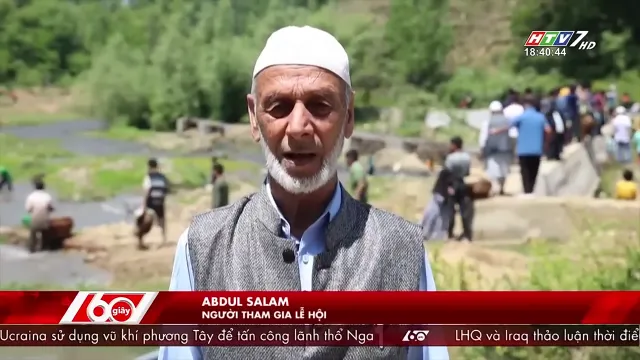 HTV7 HD
18:40:44
ABDUL SALAM
60 giây
NGƯỜI THAM GIA LỄ HỘI
Ucraina sử dụng vũ khí phương Tây để tấn công lãnh thổ Nga
60
LHQ và Iraq thảo luận thời điể